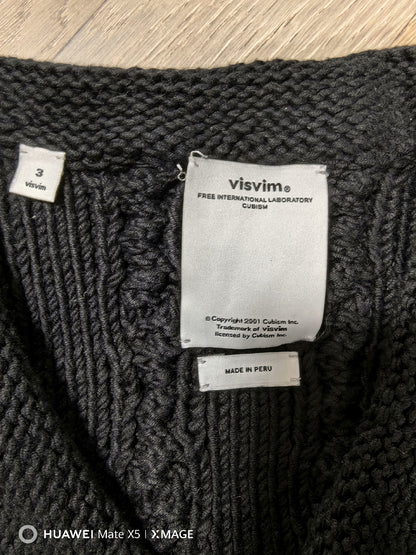 3
visvim
visvim®
FREE INTERNATIONAL LABORATORY
CUBISM
© Copyright 2001 Cubism Inc.
Trademark of visvim
licensed by Cubism Inc.
MADE IN PERU
HUAWEI Mate X5 | XMAGE